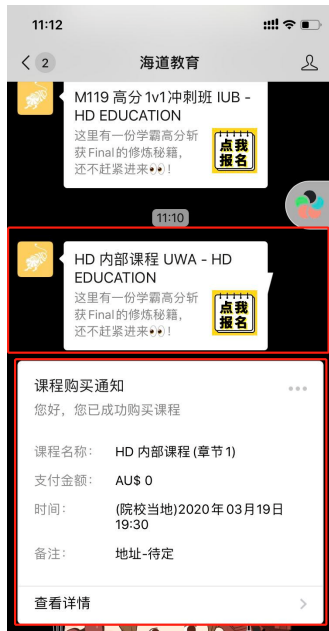 11:12
2
海道教育
M119 高分 1v1冲刺班 IUB -
HD EDUCATION
这里有一份学霸高分斩
获Final的修炼秘籍，
还不赶紧进来👀！
点我
报名
11:10
HD 内部课程 UWA - HD
EDUCATION
这里有一份学霸高分斩
获Final的修炼秘籍，
还不赶紧进来👀！
点我
报名
课程购买通知
您好，您已成功购买课程
课程名称： HD 内部课程 (章节1)
支付金额： AU$ 0
时间： (院校当地)2020年03月19日
19:30
备注： 地址-待定
查看详情